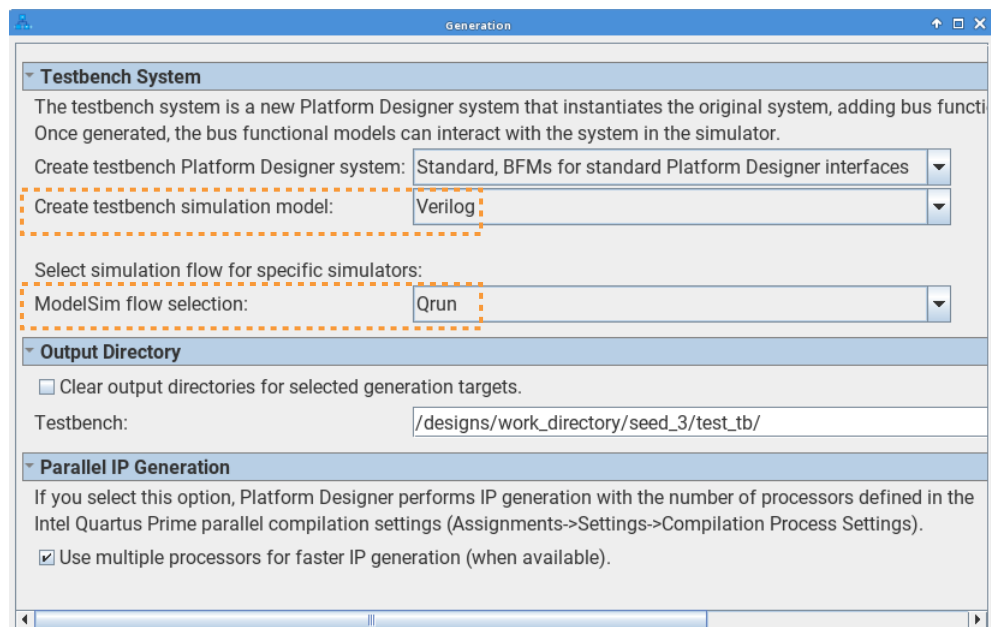 Generation
Testbench System
The testbench system is a new Platform Designer system that instantiates the original system, adding bus functi
Once generated, the bus functional models can interact with the system in the simulator.
Create testbench Platform Designer system: Standard, BFMs for standard Platform Designer interfaces
Create testbench simulation model: Verilog
Select simulation flow for specific simulators:
ModelSim flow selection: Qrun
Output Directory
Clear output directories for selected generation targets.
Testbench: /designs/work_directory/seed_3/test_tb/
Parallel IP Generation
If you select this option, Platform Designer performs IP generation with the number of processors defined in the
Intel Quartus Prime parallel compilation settings (Assignments->Settings->Compilation Process Settings).
Use multiple processors for faster IP generation (when available).